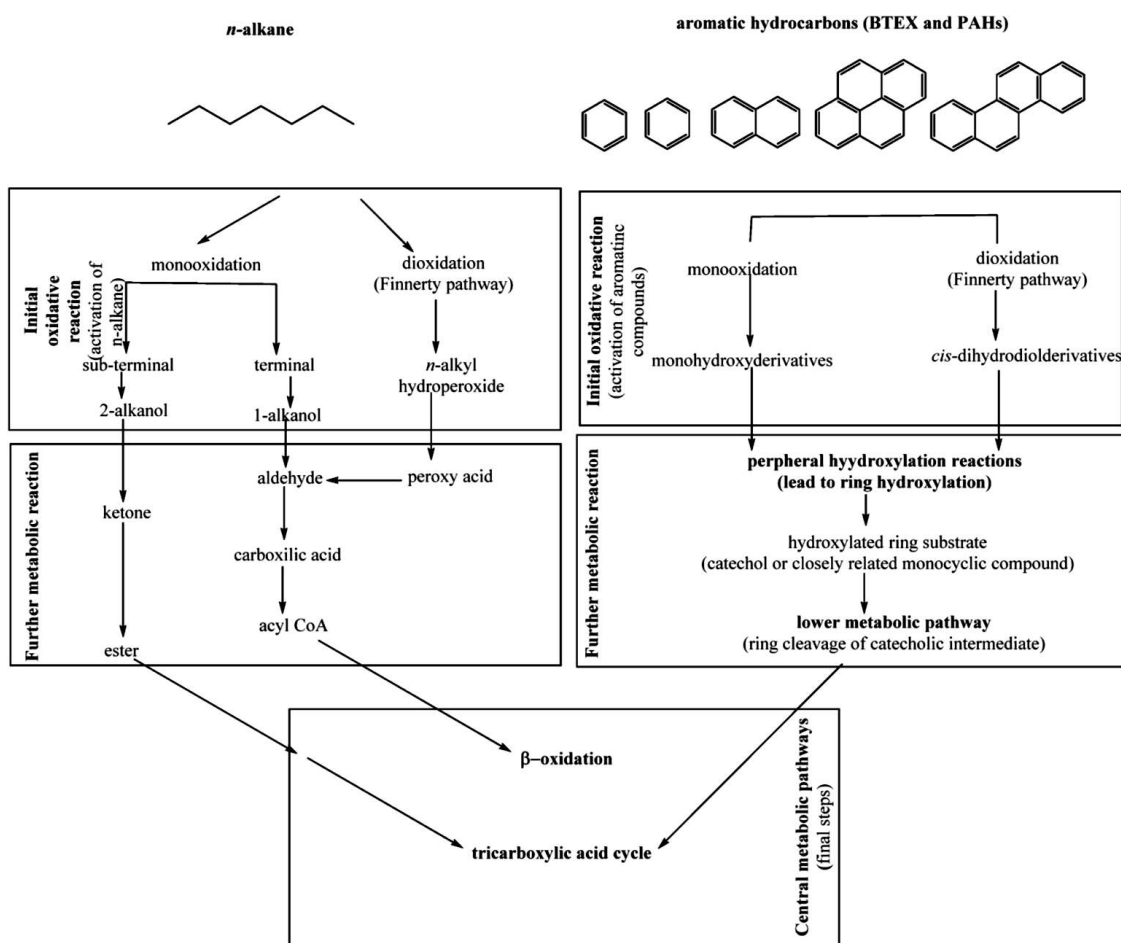 n-alkane
aromatic hydrocarbons (BTEX and PAHs)
Initial
oxidative
reaction
(activation of
n-alkane)
monooxidation
dioxidation
(Finnerty pathway)
sub-terminal
terminal
n-alkyl
hydroperoxide
2-alkanol
1-alkanol
Further metabolic reaction
aldehyde
peroxy acid
ketone
carboxilic acid
acyl CoA
ester
Initial oxidative reaction
(activation of aromatinc
compounds)
monooxidation
dioxidation
(Finnerty pathway)
monohydroxyderivatives
cis-dihydrodiolderivatives
Further metabolic reaction
perpheral hyydroxylation reactions
(lead to ring hydroxylation)
hydroxylated ring substrate
(catechol or closely related monocyclic compound)
lower metabolic pathway
(ring cleavage of catecholic intermediate)
β–oxidation
tricarboxylic acid cycle
Central metabolic pathways
(final steps)